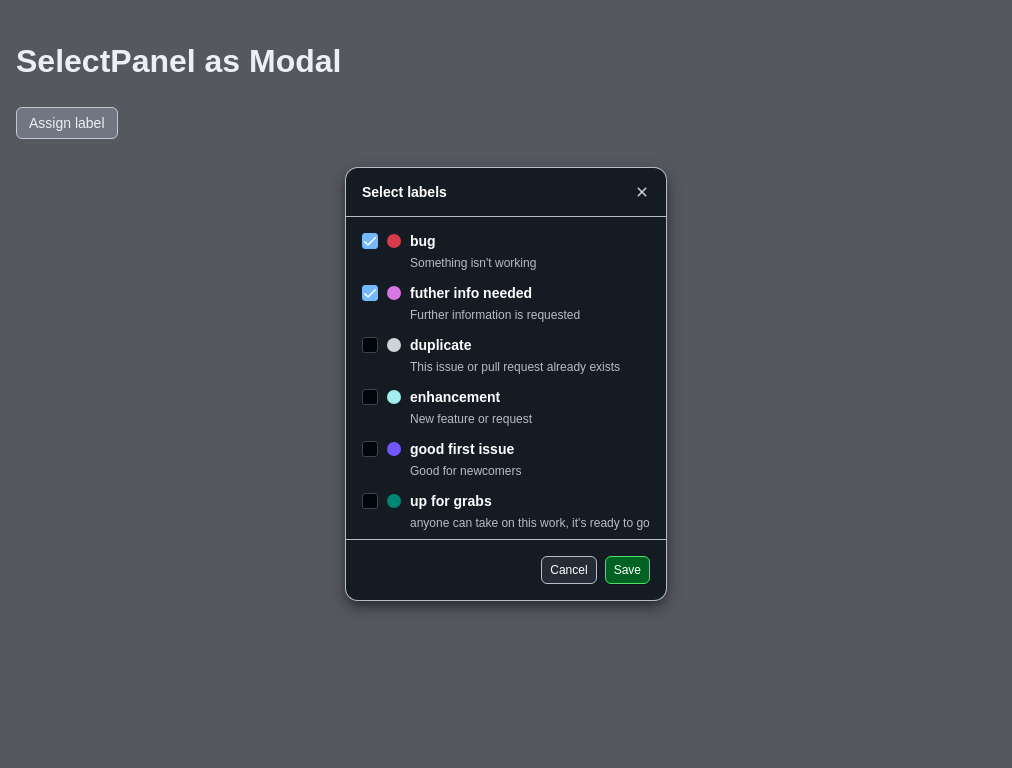 SelectPanel as Modal
Assign label
Select labels
bug
Something isn't working
futher info needed
Further information is requested
duplicate
This issue or pull request already exists
enhancement
New feature or request
good first issue
Good for newcomers
up for grabs
anyone can take on this work, it's ready to go
Cancel Save